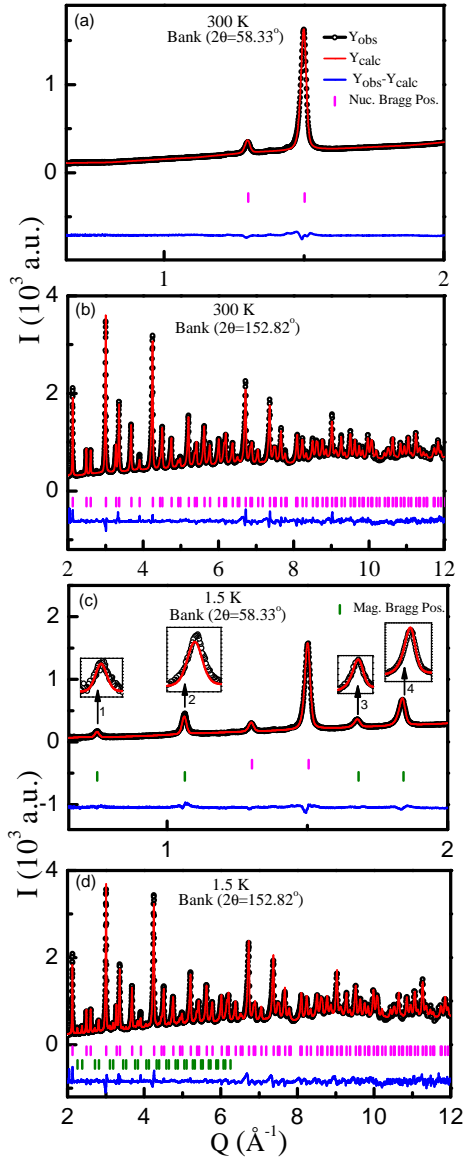 (a)
300 K
Bank (2θ=58.33°)
Y_obs
Y_calc
Y_obs-Y_calc
Nuc. Bragg Pos.
1
0
1 2
I (10³ a.u.)
(b)
300 K
Bank (2θ=152.82°)
4
2
0
2 4 6 8 10 12
(c)
1.5 K
Bank (2θ=58.33°)
Mag. Bragg Pos.
2
1
0
-1
1 2 3 4
1 2
I (10³ a.u.)
(d)
1.5 K
Bank (2θ=152.82°)
4
2
0
2 4 6 8 10 12
Q (Å⁻¹)